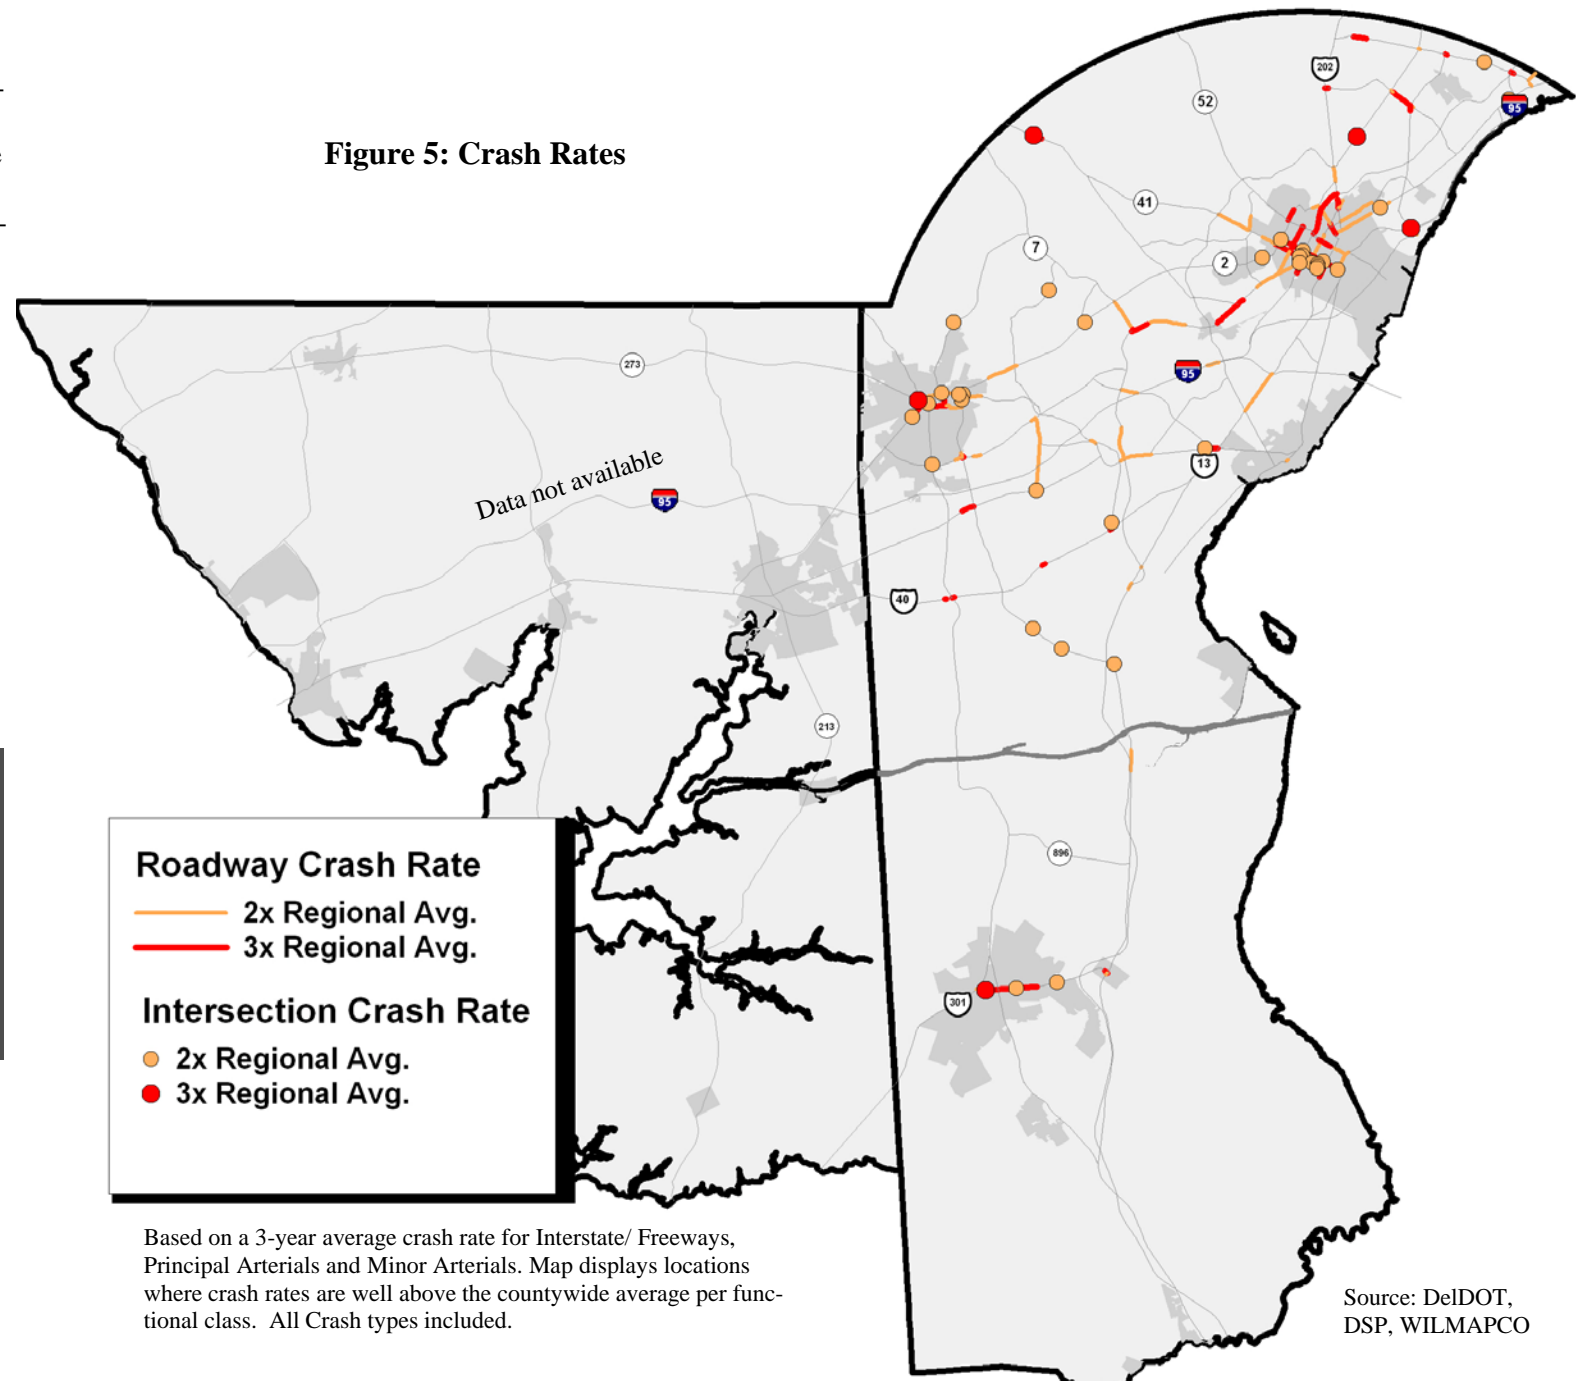 Figure 5: Crash Rates
202
52
95
41
7
2
273
95
13
Data not available
95
40
213
896
301
Roadway Crash Rate
2x Regional Avg.
3x Regional Avg.
Intersection Crash Rate
2x Regional Avg.
3x Regional Avg.
Based on a 3-year average crash rate for Interstate/ Freeways,
Principal Arterials and Minor Arterials. Map displays locations
where crash rates are well above the countywide average per func-
tional class.  All Crash types included.
Source: DelDOT,
DSP, WILMAPCO